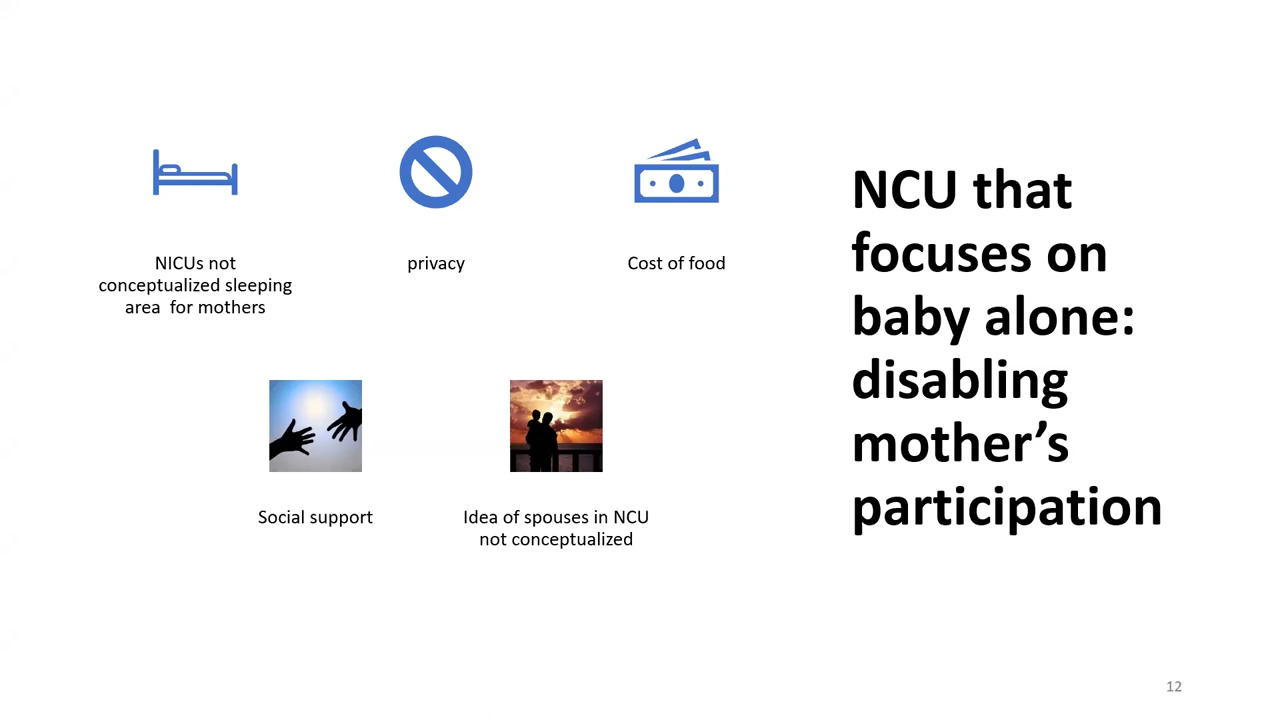 NICUs not
conceptualized sleeping
area  for mothers
privacy
Cost of food
Social support
Idea of spouses in NCU
not conceptualized
NCU that
focuses on
baby alone:
disabling
mother’s
participation
12